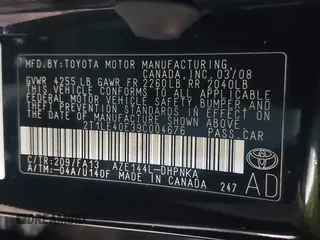 MFD.BY:TOYOTA MOTOR MANUFACTURING,
CANADA, INC. 03/08
GVWR 4255 LB GAWR FR 2260LB RR 2040LB
THIS VEHICLE CONFORMS TO ALL APPLICABLE
FEDERAL MOTOR VEHICLE SAFETY, BUMPER, AND
THEFT PREVENTION STANDARDS IN EFFECT ON
THE DATE OF MANUFACTURE SHOWN ABOVE.
2T1LE40E39C004676 PASS.CAR
C/TR:209/FA13 AZE144L-DHPNKA
A/TM:-04A/U140F MADE IN CANADA 247
TOYOTA
AD